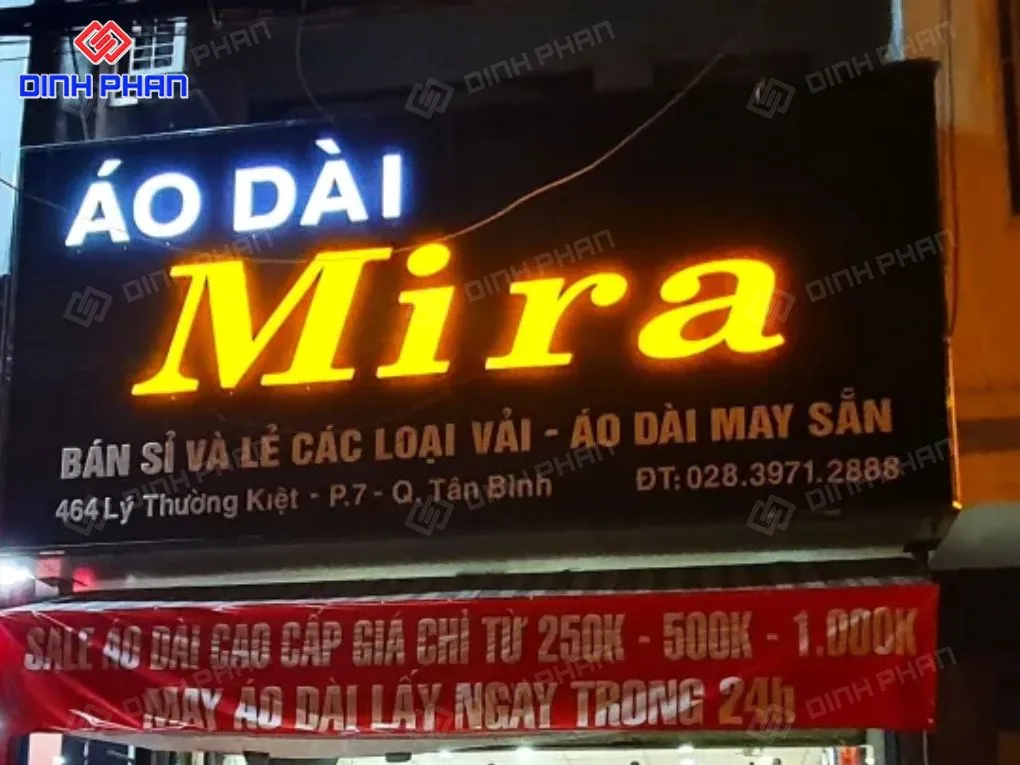 DINH PHAN
ÁO DÀI
Mira
BÁN SỈ VÀ LẺ CÁC LOẠI VẢI - ÁO DÀI MAY SẴN
464 Lý Thường Kiệt - P.7 - Q. Tân Bình
ĐT: 028.3971.2888
SALE ÁO DÀI CAO CẤP GIÁ CHỈ TỪ 250K - 500K - 1.000K
MAY ÁO DÀI LẤY NGAY TRONG 24h